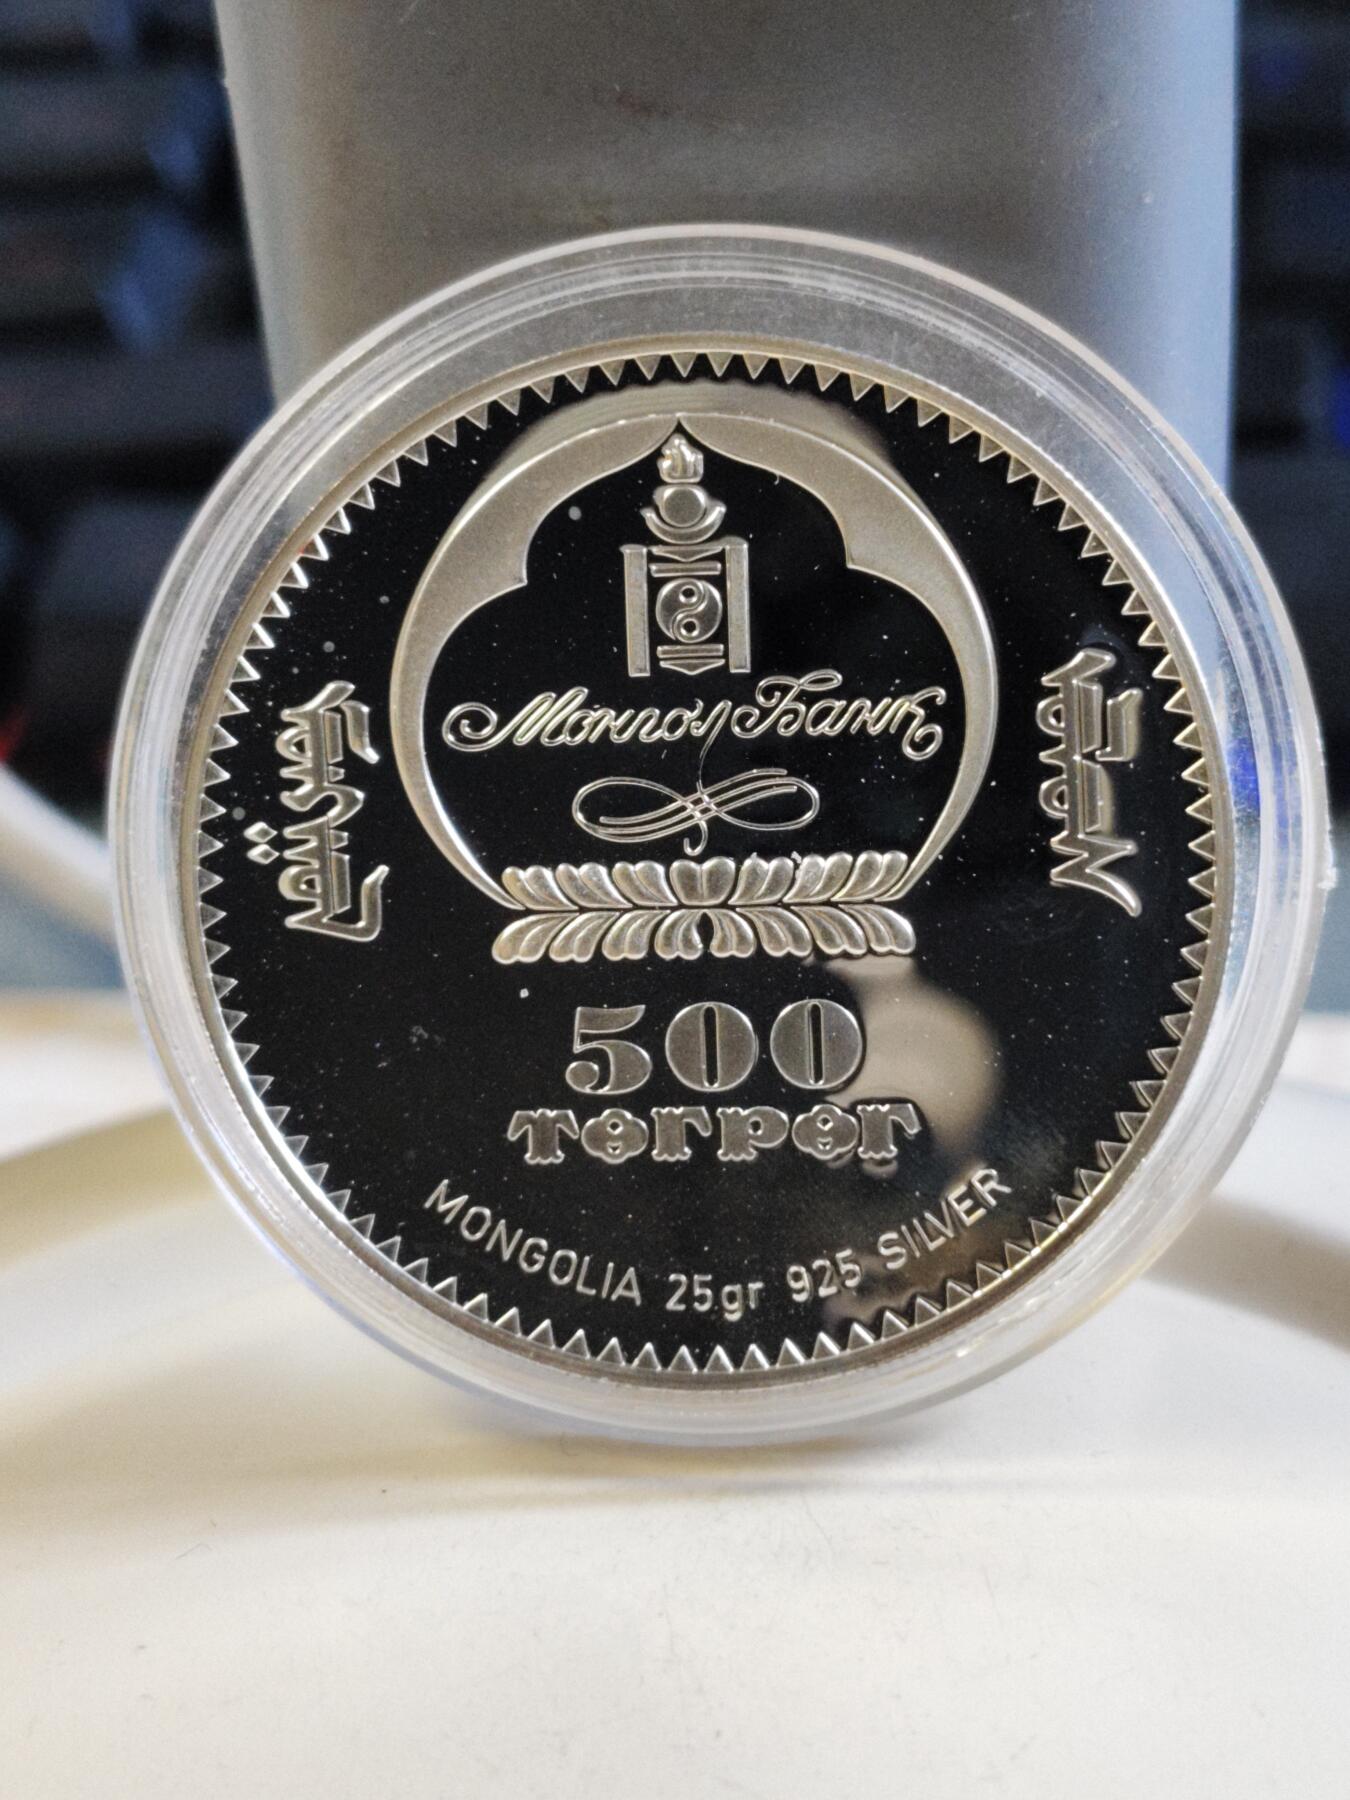 Монгол Банк
500
төгрөг
MONGOLIA 25gr 925 SILVER